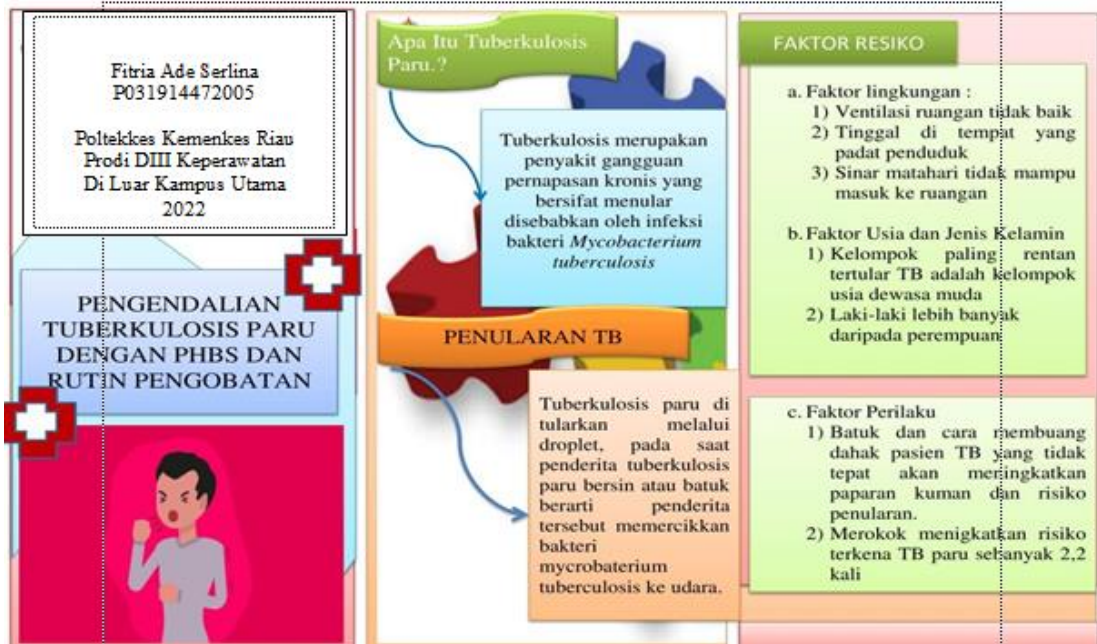 Fitria Ade Serlina
P031914472005
Poltekkes Kemenkes Riau
Prodi DIII Keperawatan
Di Luar Kampus Utama
2022
PENGENDALIAN
TUBERKULOSIS PARU
DENGAN PHBS DAN
RUTIN PENGOBATAN
Apa Itu Tuberkulosis
Paru.?
Tuberkulosis merupakan
penyakit gangguan
pernapasan kronis yang
bersifat menular
disebabkan oleh infeksi
bakteri Mycobacterium
tuberculosis
PENULARAN TB
Tuberkulosis paru di
tularkan melalui
droplet, pada saat
penderita tuberkulosis
paru bersin atau batuk
berarti penderita
tersebut memercikkan
bakteri
mycrobaterium
tuberculosis ke udara.
FAKTOR RESIKO
a. Faktor lingkungan :
1) Ventilasi ruangan tidak baik
2) Tinggal di tempat yang
padat penduduk
3) Sinar matahari tidak mampu
masuk ke ruangan
b. Faktor Usia dan Jenis Kelamin
1) Kelompok paling rentan
tertular TB adalah kelompok
usia dewasa muda
2) Laki-laki lebih banyak
daripada perempuan
c. Faktor Perilaku
1) Batuk dan cara membuang
dahak pasien TB yang tidak
tepat akan meningkatkan
paparan kuman dan risiko
penularan.
2) Merokok menigkatkan risiko
terkena TB paru sebanyak 2,2
kali